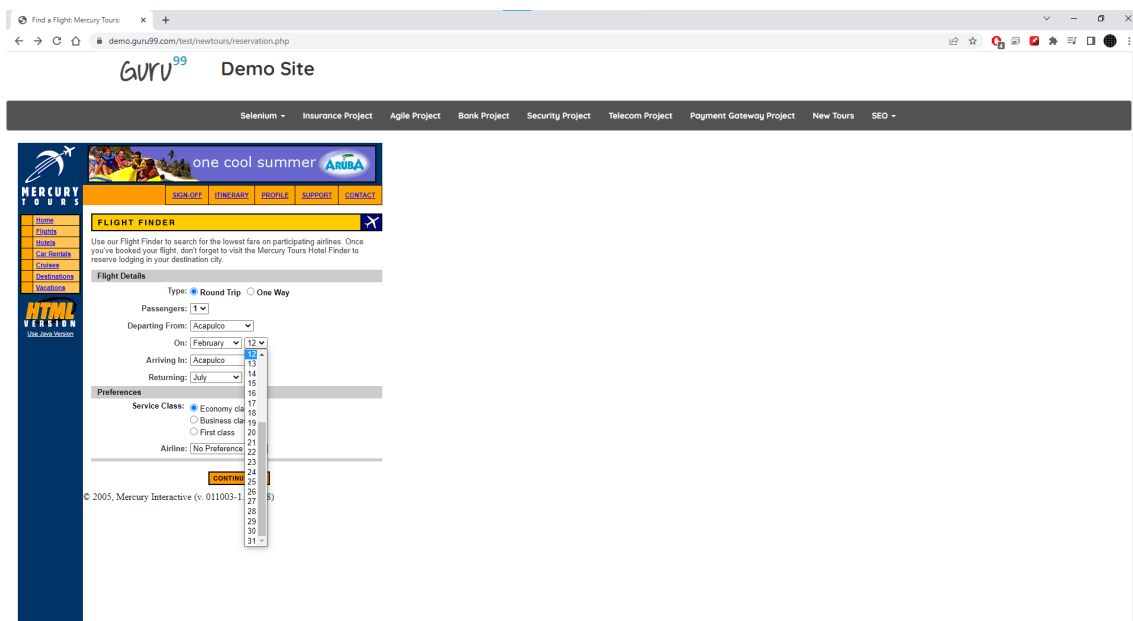 Find a Flight: Mercury Tours:
demo.guru99.com/test/newtours/reservation.php
Guru99 Demo Site
Selenium Insurance Project Agile Project Bank Project Security Project Telecom Project Payment Gateway Project New Tours SEO
one cool summer ARUBA
MERCURY
TOURS
SIGN-OFF ITINERARY PROFILE SUPPORT CONTACT
Home
Flights
Hotels
Car Rentals
Cruises
Destinations
Vacations
HTML
VERSION
Use Java Version
FLIGHT FINDER
Use our Flight Finder to search for the lowest fare on participating airlines. Once
you've booked your flight, don't forget to visit the Mercury Tours Hotel Finder to
reserve lodging in your destination city.
Flight Details
Type: Round Trip One Way
Passengers: 1
Departing From: Acapulco
On: February 12
Arriving In: Acapulco
Returning: July
Preferences
Service Class: Economy cla
Business cla
First class
Airline: No Preference
CONTINU
© 2005, Mercury Interactive (v. 011003-1. 8)
12
13
14
15
16
17
18
19
20
21
22
23
24
25
26
27
28
29
30
31